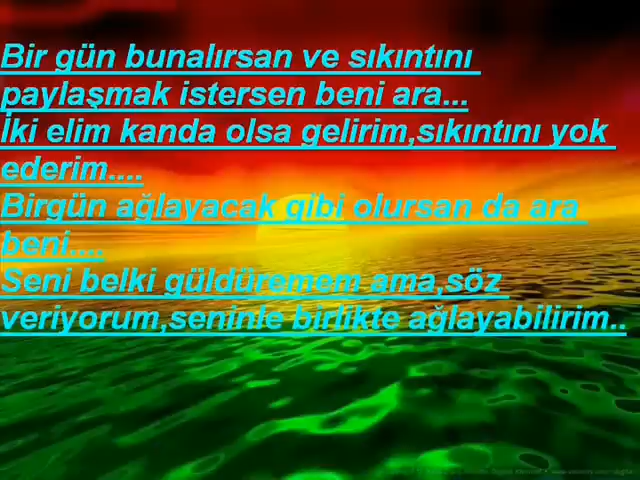 Bir gün bunalırsan ve sıkıntını
paylaşmak istersen beni ara...
İki elim kanda olsa gelirim,sıkıntını yok
ederim....
Birgün ağlayacak gibi olursan da ara
beni....
Seni belki güldüremem ama,söz
veriyorum,seninle birlikte ağlayabilirim..